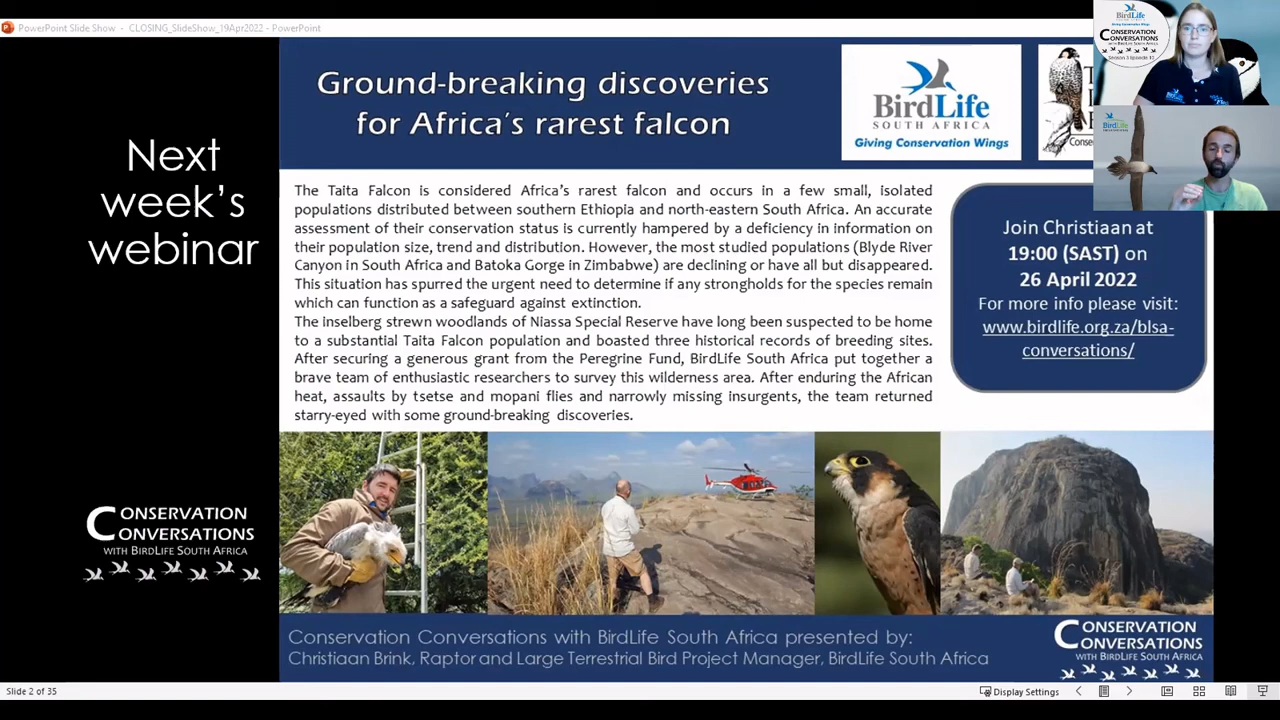 PowerPoint Slide Show - CLOSING_SlideShow_19Apr2022 - PowerPoint
Next
week's
webinar
CONSERVATION
CONVERSATIONS
WITH BIRDLIFE SOUTH AFRICA
Ground-breaking discoveries
for Africa's rarest falcon
BirdLife
SOUTH AFRICA
Giving Conservation Wings
The Taita Falcon is considered Africa's rarest falcon and occurs in a few small, isolated
populations distributed between southern Ethiopia and north-eastern South Africa. An accurate
assessment of their conservation status is currently hampered by a deficiency in information on
their population size, trend and distribution. However, the most studied populations (Blyde River
Canyon in South Africa and Batoka Gorge in Zimbabwe) are declining or have all but disappeared.
This situation has spurred the urgent need to determine if any strongholds for the species remain
which can function as a safeguard against extinction.
The inselberg strewn woodlands of Niassa Special Reserve have long been suspected to be home
to a substantial Taita Falcon population and boasted three historical records of breeding sites.
After securing a generous grant from the Peregrine Fund, BirdLife South Africa put together a
brave team of enthusiastic researchers to survey this wilderness area. After enduring the African
heat, assaults by tsetse and mopani flies and narrowly missing insurgents, the team returned
starry-eyed with some ground-breaking discoveries.
Join Christiaan at
19:00 (SAST) on
26 April 2022
For more info please visit:
www.birdlife.org.za/blsa-
conversations/
Conservation Conversations with BirdLife South Africa presented by:
Christiaan Brink, Raptor and Large Terrestrial Bird Project Manager, BirdLife South Africa
CONSERVATION
CONVERSATIONS
WITH BIRDLIFE SOUTH AFRICA
BirdLife
CONSERVATION
CONVERSATIONS
WITH BIRDLIFE SOUTH AFRICA
BirdLife
Slide 2 of 35
Display Settings